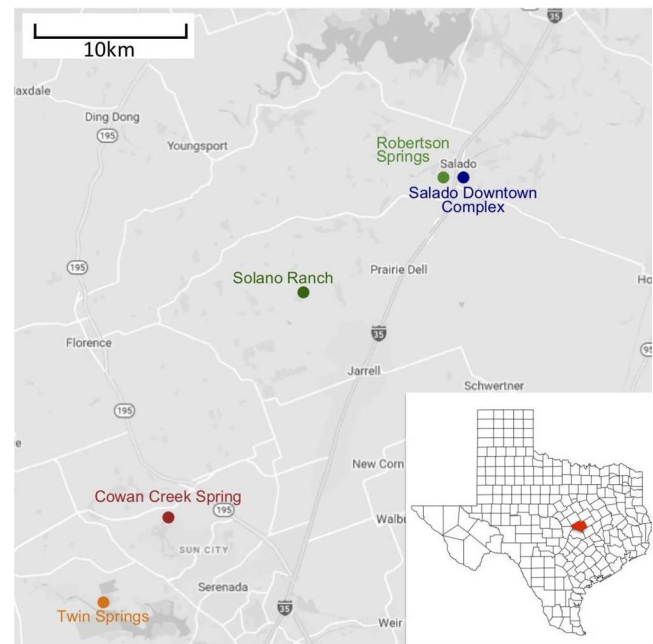 10km
35
laxdale
Ding Dong
195
Youngsport
Robertson
Springs
Salado
Salado Downtown
Complex
195
Prairie Dell
Solano Ranch
Ho
Florence
35
95
Jarrell
195
Schwertner
New Corn
Cowan Creek Spring
195
Walbu
SUN CITY
Serenada
Twin Springs
35
Weir